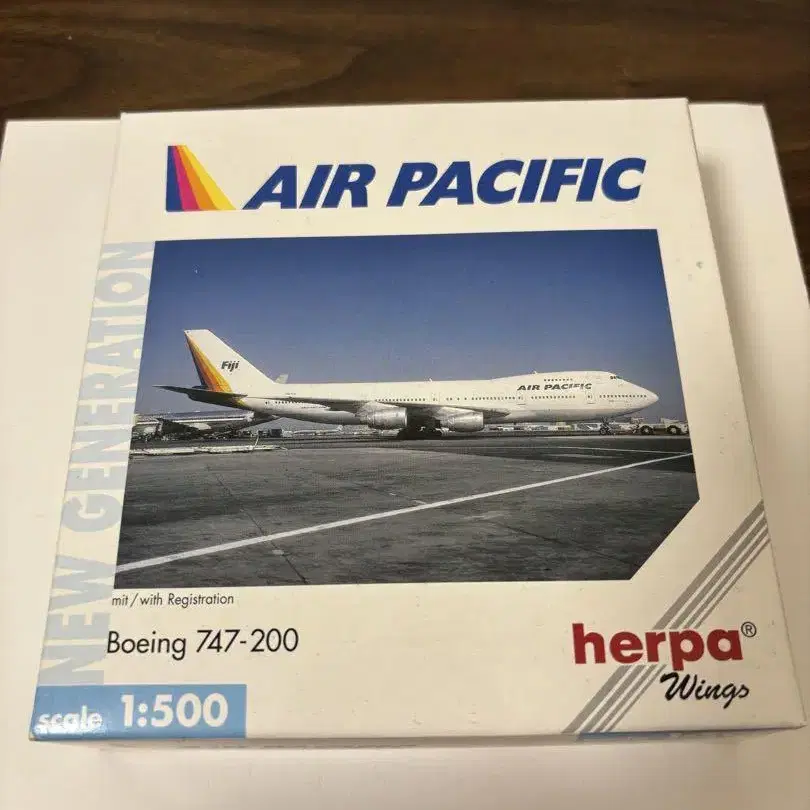 AIR PACIFIC
NEW GENERATION
Fiji
AIR PACIFIC
mit / with Registration
Boeing 747-200
herpa®
Wings
scale 1:500